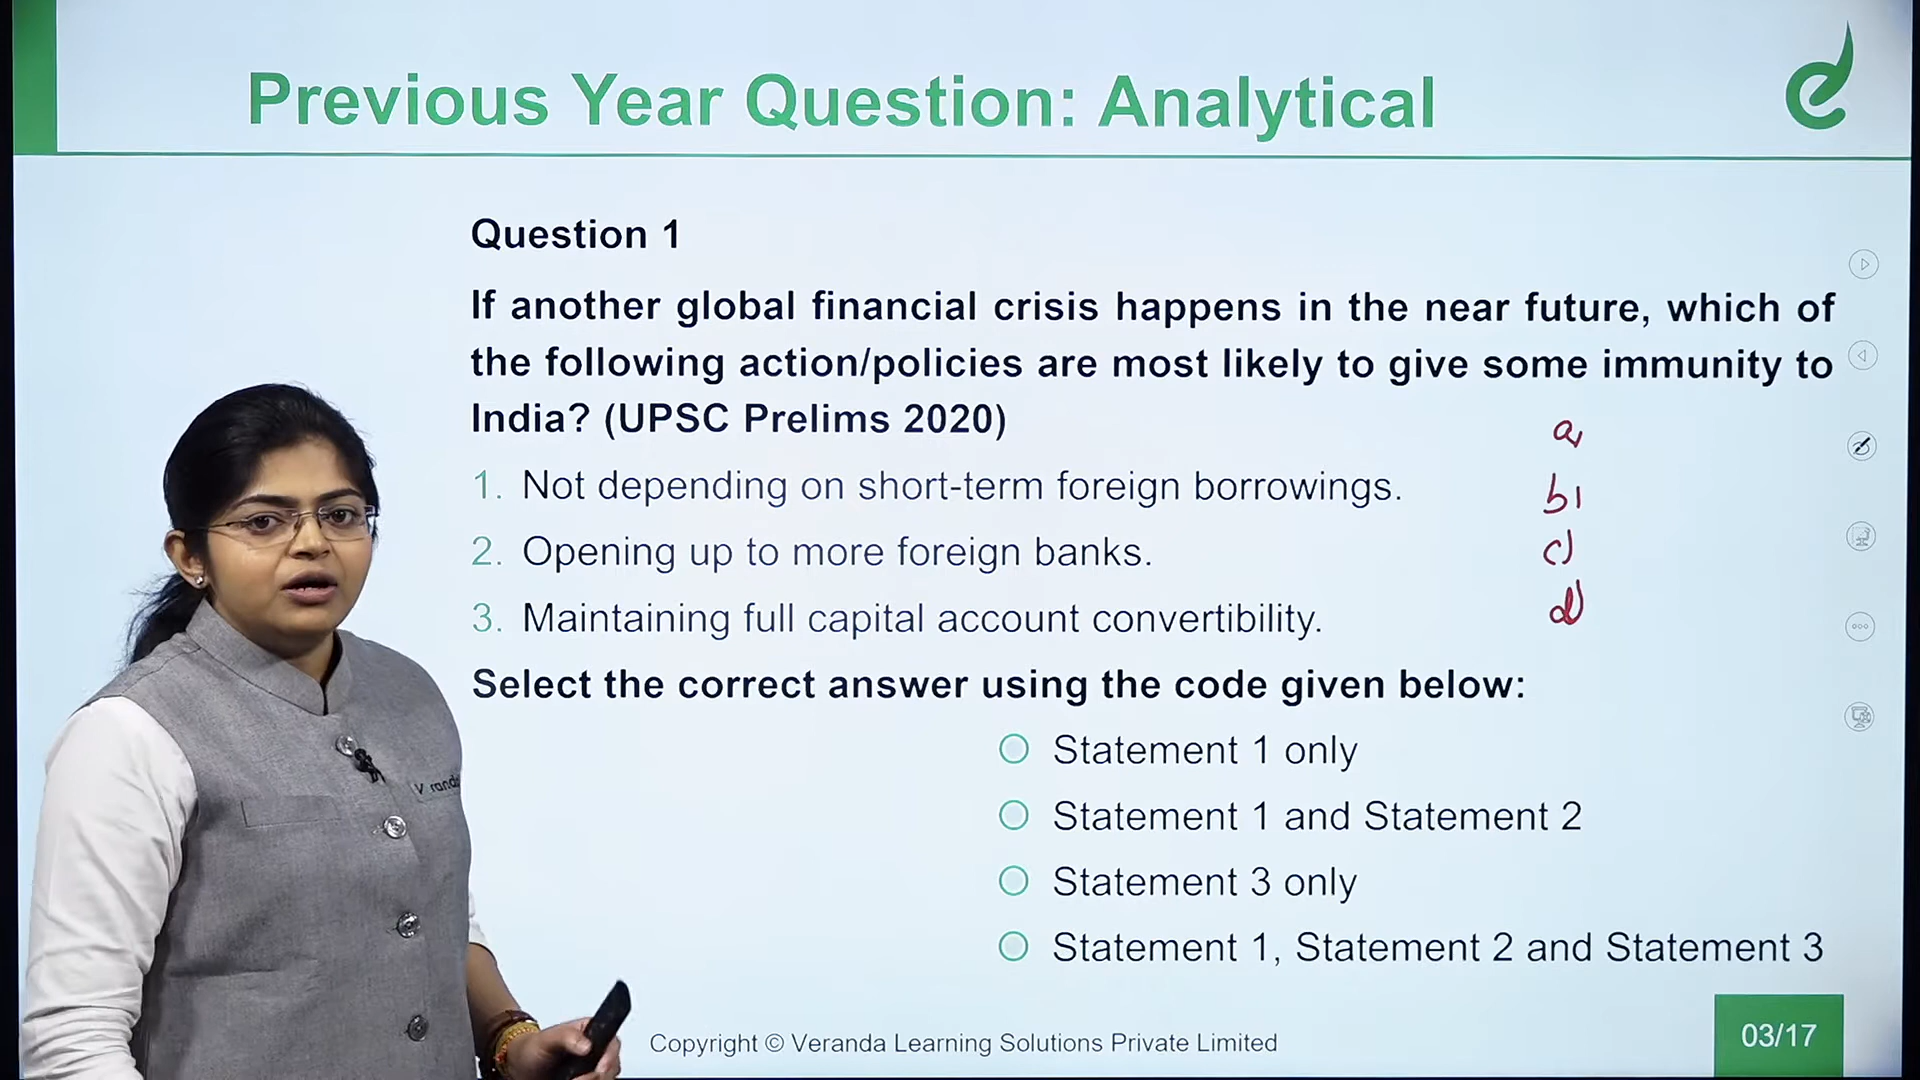 Previous Year Question: Analytical
Question 1
If another global financial crisis happens in the near future, which of
the following action/policies are most likely to give some immunity to
India? (UPSC Prelims 2020)
a)
1. Not depending on short-term foreign borrowings.
b)
2. Opening up to more foreign banks.
c)
3. Maintaining full capital account convertibility.
d)
Select the correct answer using the code given below:
Statement 1 only
Statement 1 and Statement 2
Statement 3 only
Statement 1, Statement 2 and Statement 3
Copyright © Veranda Learning Solutions Private Limited
03/17